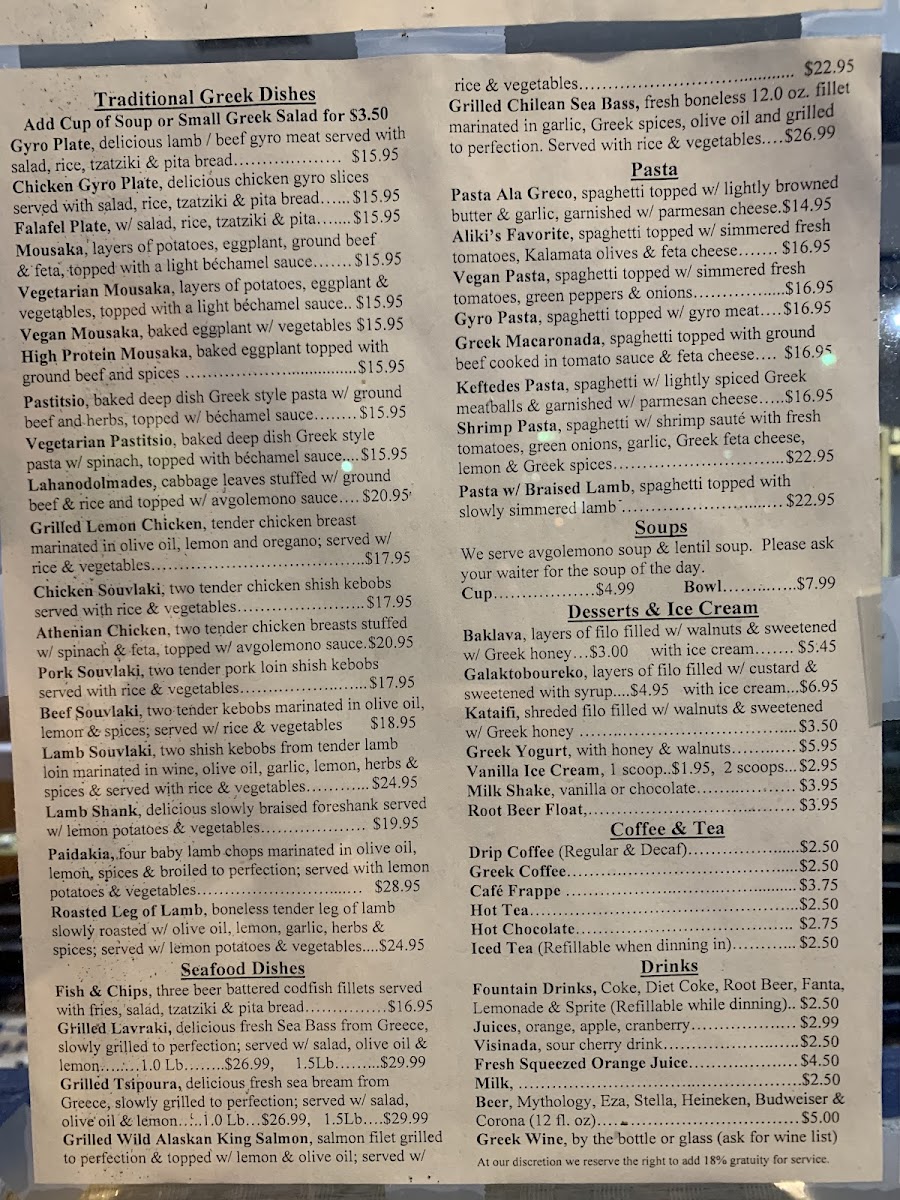 Traditional Greek Dishes
Add Cup of Soup or Small Greek Salad for $3.50
Gyro Plate, delicious lamb / beef gyro meat served with
salad, rice, tzatziki & pita bread.................. $15.95
Chicken Gyro Plate, delicious chicken gyro slices
served with salad, rice, tzatziki & pita bread...... $15.95
Falafel Plate, w/ salad, rice, tzatziki & pita...... $15.95
Mousaka, layers of potatoes, eggplant, ground beef
& feta, topped with a light béchamel sauce....... $15.95
Vegetarian Mousaka, layers of potatoes, eggplant &
vegetables, topped with a light béchamel sauce.. $15.95
Vegan Mousaka, baked eggplant w/ vegetables $15.95
High Protein Mousaka, baked eggplant topped with
ground beef and spices ..................................$15.95
Pastitsio, baked deep dish Greek style pasta w/ ground
beef and herbs, topped w/ béchamel sauce........ $15.95
Vegetarian Pastitsio, baked deep dish Greek style
pasta w/ spinach, topped with béchamel sauce....$15.95
Lahanodolmades, cabbage leaves stuffed w/ ground
beef & rice and topped w/ avgolemono sauce.... $20.95
Grilled Lemon Chicken, tender chicken breast
marinated in olive oil, lemon and oregano; served w/
rice & vegetables.......................................$17.95
Chicken Souvlaki, two tender chicken shish kebobs
served with rice & vegetables....................... $17.95
Athenian Chicken, two tender chicken breasts stuffed
w/ spinach & feta, topped w/ avgolemono sauce.$20.95
Pork Souvlaki, two tender pork loin shish kebobs
served with rice & vegetables.......................$17.95
Beef Souvlaki, two tender kebobs marinated in olive oil,
lemon & spices; served w/ rice & vegetables $18.95
Lamb Souvlaki, two shish kebobs from tender lamb
loin marinated in wine, olive oil, garlic, lemon, herbs &
spices & served with rice & vegetables........... $24.95
Lamb Shank, delicious slowly braised foreshank served
w/ lemon potatoes & vegetables................... $19.95
Paidakia, four baby lamb chops marinated in olive oil,
lemon, spices & broiled to perfection; served with lemon
potatoes & vegetables.............................. $28.95
Roasted Leg of Lamb, boneless tender leg of lamb
slowly roasted w/ olive oil, lemon, garlic, herbs &
spices; served w/ lemon potatoes & vegetables....$24.95
Seafood Dishes
Fish & Chips, three beer battered codfish fillets served
with fries, salad, tzatziki & pita bread...............$16.95
Grilled Lavraki, delicious fresh Sea Bass from Greece,
slowly grilled to perfection; served w/ salad, olive oil &
lemon........1.0 Lb........$26.99, 1.5Lb.........$29.99
Grilled Tsipoura, delicious fresh sea bream from
Greece, slowly grilled to perfection; served w/ salad,
olive oil & lemon.....1.0 Lb...$26.99, 1.5Lb....$29.99
Grilled Wild Alaskan King Salmon, salmon filet grilled
to perfection & topped w/ lemon & olive oil; served w/
rice & vegetables....................................... $22.95
Grilled Chilean Sea Bass, fresh boneless 12.0 oz. fillet
marinated in garlic, Greek spices, olive oil and grilled
to perfection. Served with rice & vegetables....$26.99
Pasta
Pasta Ala Greco, spaghetti topped w/ lightly browned
butter & garlic, garnished w/ parmesan cheese.$14.95
Aliki's Favorite, spaghetti topped w/ simmered fresh
tomatoes, Kalamata olives & feta cheese....... $16.95
Vegan Pasta, spaghetti topped w/ simmered fresh
tomatoes, green peppers & onions................$16.95
Gyro Pasta, spaghetti topped w/ gyro meat....$16.95
Greek Macaronada, spaghetti topped with ground
beef cooked in tomato sauce & feta cheese.... $16.95
Keftedes Pasta, spaghetti w/ lightly spiced Greek
meatballs & garnished w/ parmesan cheese.....$16.95
Shrimp Pasta, spaghetti w/ shrimp sauté with fresh
tomatoes, green onions, garlic, Greek feta cheese,
lemon & Greek spices..............................$22.95
Pasta w/ Braised Lamb, spaghetti topped with
slowly simmered lamb............................. $22.95
Soups
We serve avgolemono soup & lentil soup. Please ask
your waiter for the soup of the day.
Cup..................$4.99 Bowl.............$7.99
Desserts & Ice Cream
Baklava, layers of filo filled w/ walnuts & sweetened
w/ Greek honey...$3.00 with ice cream....... $5.45
Galaktoboureko, layers of filo filled w/ custard &
sweetened with syrup....$4.95 with ice cream...$6.95
Kataifi, shreded filo filled w/ walnuts & sweetened
w/ Greek honey .....................................$3.50
Greek Yogurt, with honey & walnuts........... $5.95
Vanilla Ice Cream, 1 scoop..$1.95, 2 scoops...$2.95
Milk Shake, vanilla or chocolate................. $3.95
Root Beer Float,.................................... $3.95
Coffee & Tea
Drip Coffee (Regular & Decaf)...................$2.50
Greek Coffee........................................$2.50
Café Frappe ........................................$3.75
Hot Tea..............................................$2.50
Hot Chocolate...................................... $2.75
Iced Tea (Refillable when dining in)........... $2.50
Drinks
Fountain Drinks, Coke, Diet Coke, Root Beer, Fanta,
Lemonade & Sprite (Refillable while dining).. $2.50
Juices, orange, apple, cranberry.................. $2.99
Visinada, sour cherry drink.......................$2.50
Fresh Squeezed Orange Juice................... $4.50
Milk, ................................................$2.50
Beer, Mythology, Eza, Stella, Heineken, Budweiser &
Corona (12 fl. oz)...................................$5.00
Greek Wine, by the bottle or glass (ask for wine list)
At our discretion we reserve the right to add 18% gratuity for service.